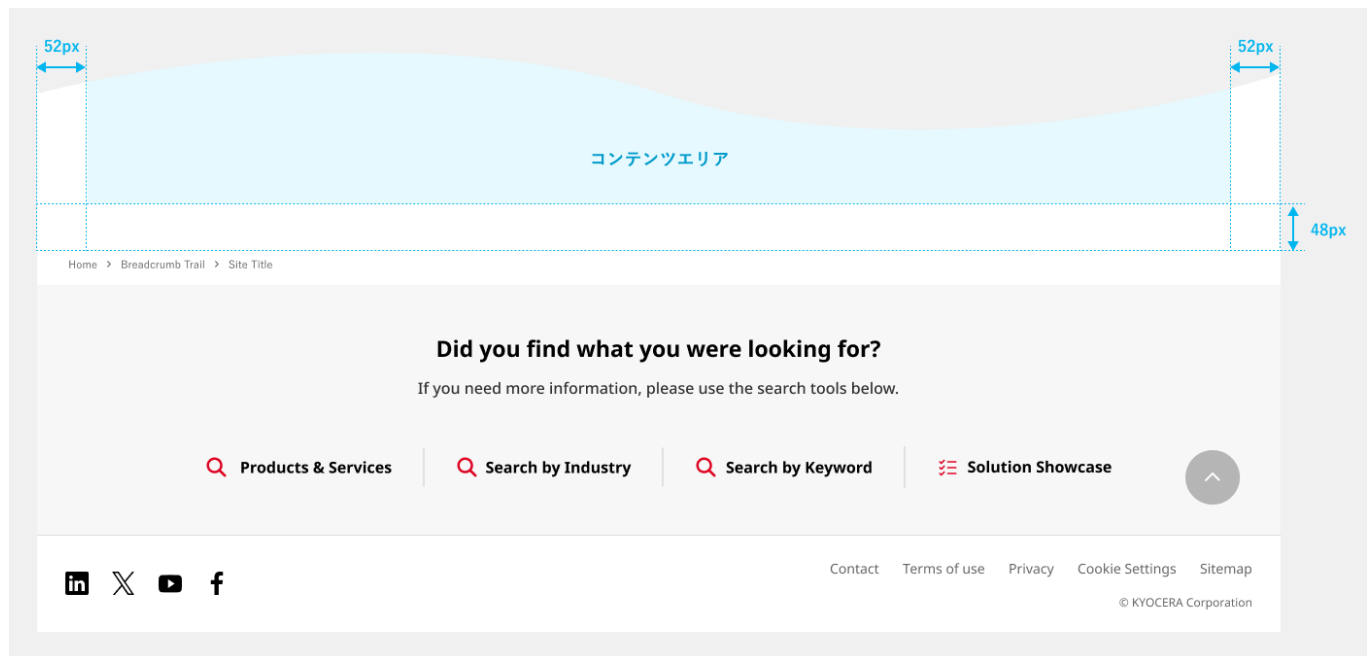 52px
52px
コンテンツエリア
48px
Home > Breadcrumb Trail > Site Title
Did you find what you were looking for?
If you need more information, please use the search tools below.
Products & Services
Search by Industry
Search by Keyword
Solution Showcase
Contact Terms of use Privacy Cookie Settings Sitemap
© KYOCERA Corporation